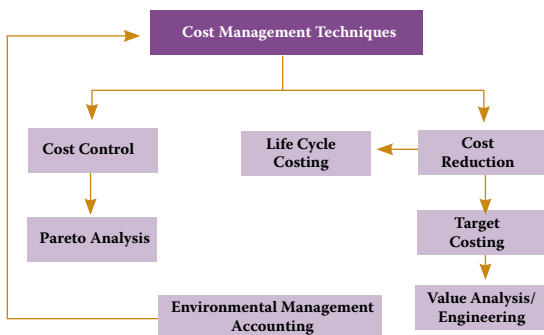 Cost Management Techniques
Cost Control
Life Cycle
Costing
Cost
Reduction
Pareto Analysis
Target
Costing
Environmental Management
Accounting
Value Analysis/
Engineering